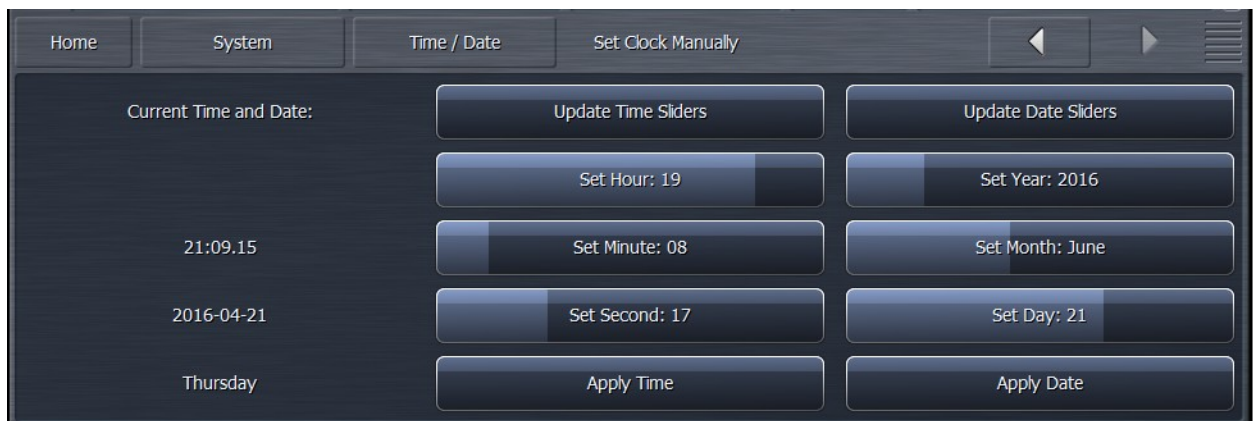 Home System Time / Date Set Clock Manually
Current Time and Date: Update Time Sliders Update Date Sliders
Set Hour: 19 Set Year: 2016
21:09.15 Set Minute: 08 Set Month: June
2016-04-21 Set Second: 17 Set Day: 21
Thursday Apply Time Apply Date